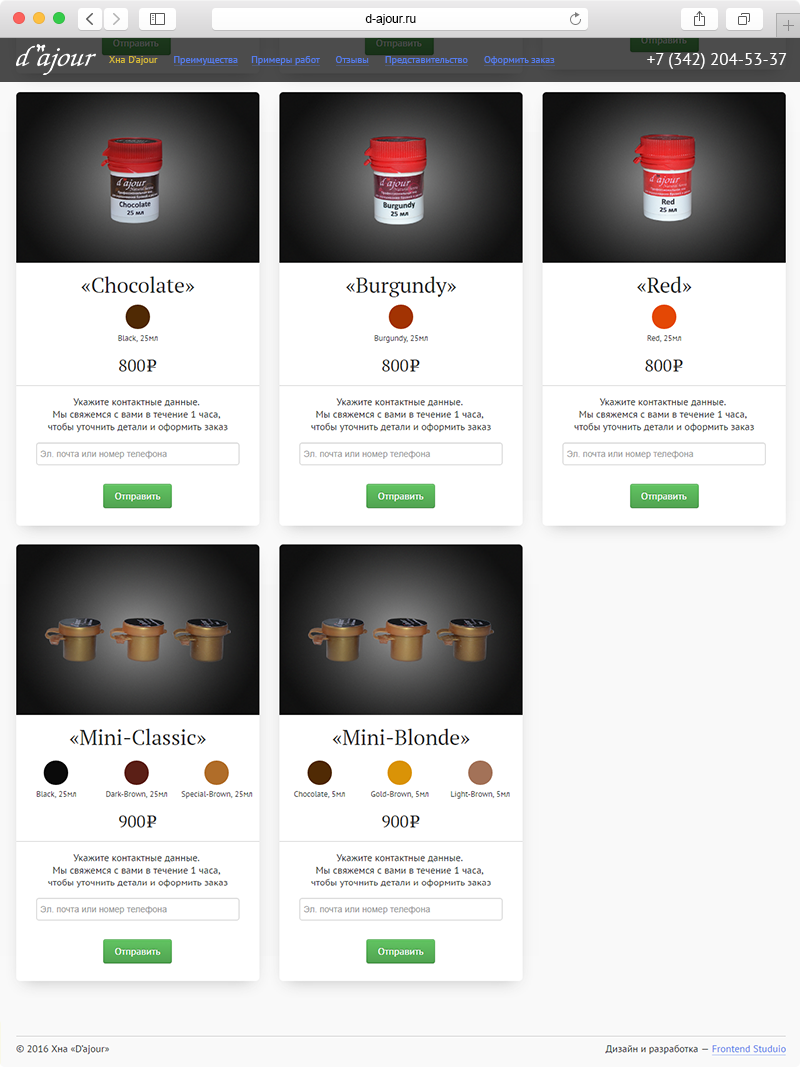 d-ajour.ru
Отправить Отправить Отправить
d'ajour Хна D'ajour Преимущества Примеры работ Отзывы Представительство Оформить заказ +7 (342) 204-53-37
d'ajour
Chocolate
25 мл
d'ajour
Burgundy
25 мл
d'ajour
Red
25 мл
«Chocolate» «Burgundy» «Red»
Black, 25мл Burgundy, 25мл Red, 25мл
800₽ 800₽ 800₽
Укажите контактные данные. Укажите контактные данные. Укажите контактные данные.
Мы свяжемся с вами в течение 1 часа, Мы свяжемся с вами в течение 1 часа, Мы свяжемся с вами в течение 1 часа,
чтобы уточнить детали и оформить заказ чтобы уточнить детали и оформить заказ чтобы уточнить детали и оформить заказ
Эл. почта или номер телефона Эл. почта или номер телефона Эл. почта или номер телефона
Отправить Отправить Отправить
«Mini-Classic» «Mini-Blonde»
Black, 25мл Dark-Brown, 25мл Special-Brown, 25мл Chocolate, 5мл Gold-Brown, 5мл Light-Brown, 5мл
900₽ 900₽
Укажите контактные данные. Укажите контактные данные.
Мы свяжемся с вами в течение 1 часа, Мы свяжемся с вами в течение 1 часа,
чтобы уточнить детали и оформить заказ чтобы уточнить детали и оформить заказ
Эл. почта или номер телефона Эл. почта или номер телефона
Отправить Отправить
© 2016 Хна «D'ajour» Дизайн и разработка — Frontend Studuio